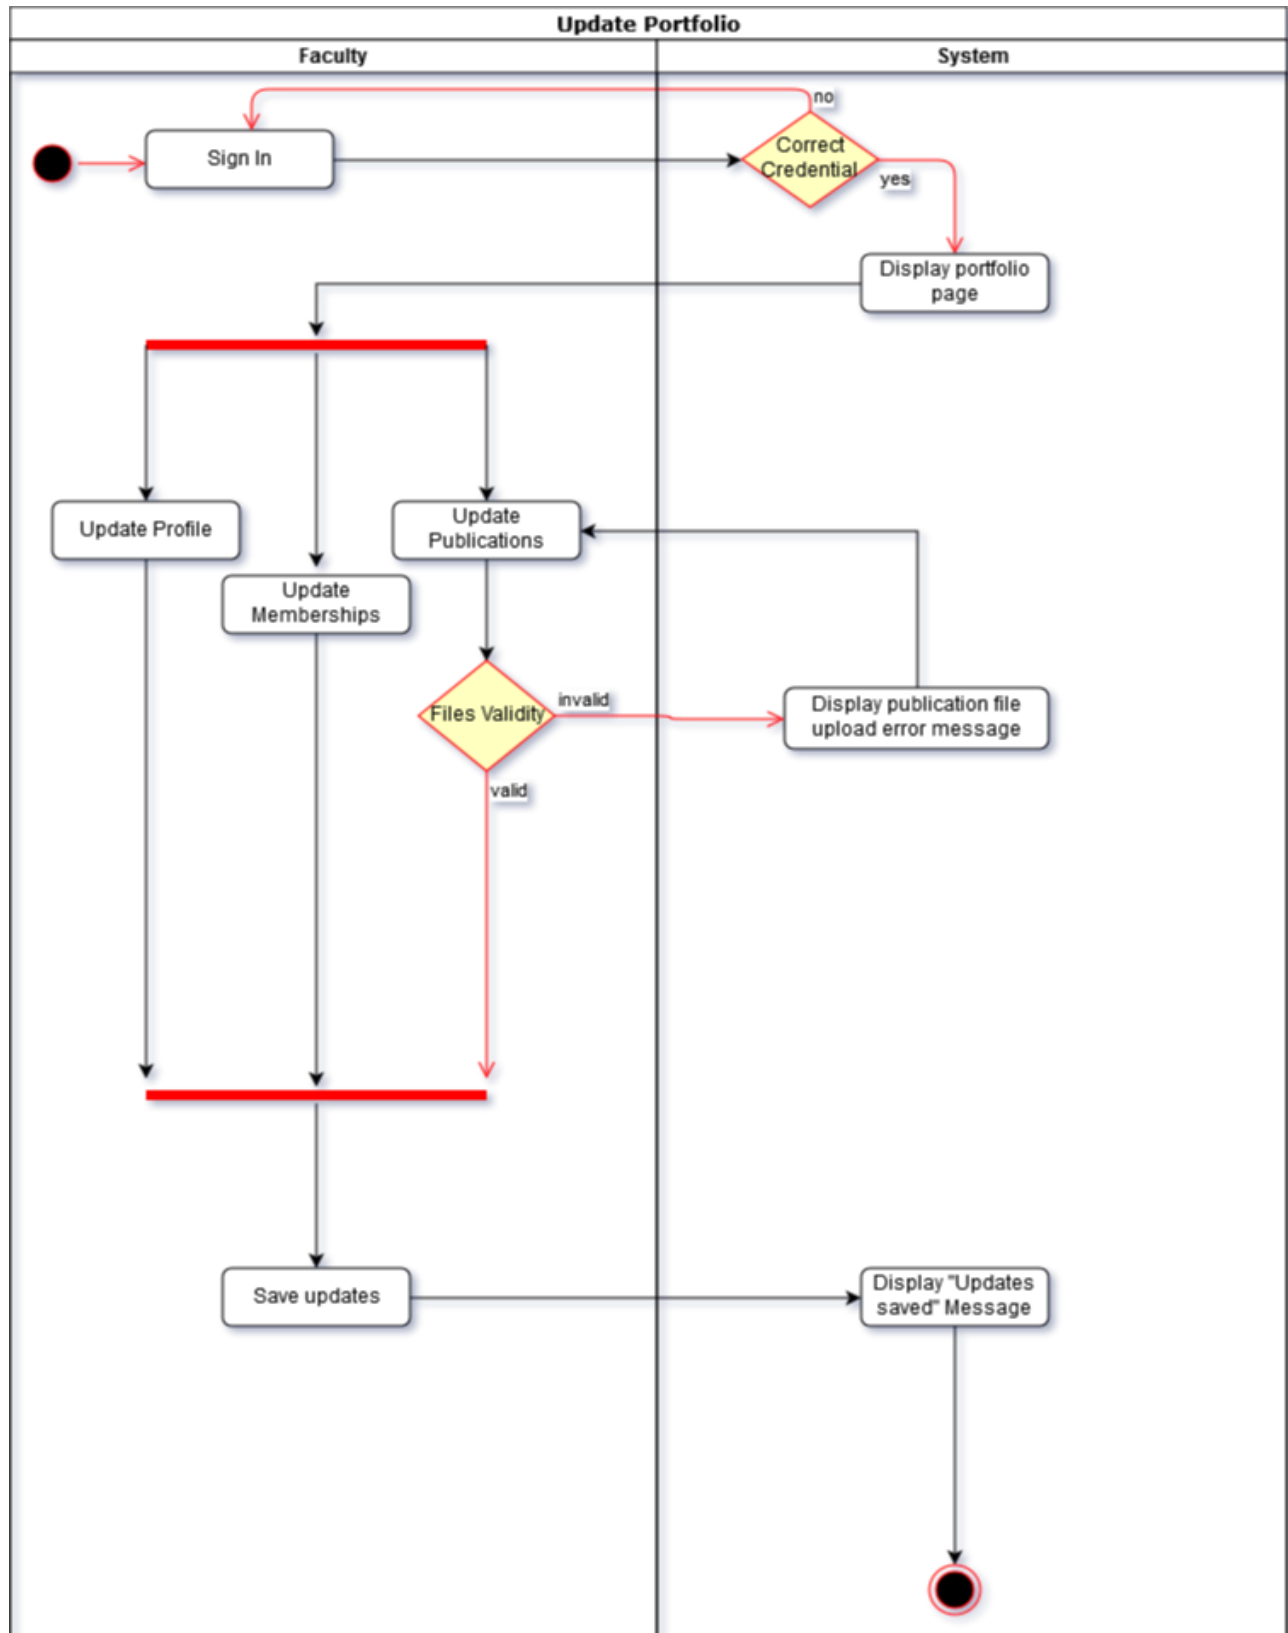 Update Portfolio
Faculty
System
no
Sign In
Correct
Credential
yes
Display portfolio
page
Update Profile
Update
Publications
Update
Memberships
invalid
Files Validity
Display publication file
upload error message
valid
Save updates
Display "Updates
saved" Message